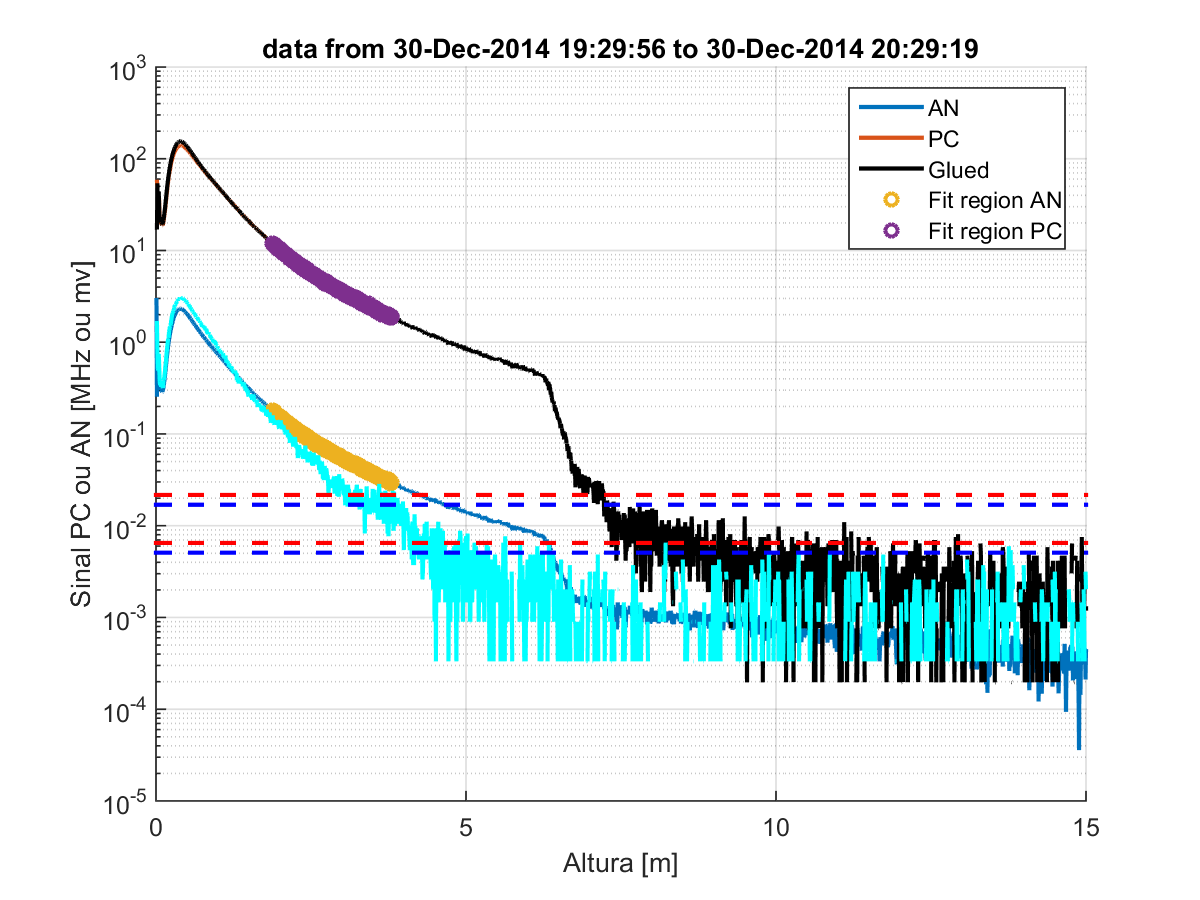 data from 30-Dec-2014 19:29:56 to 30-Dec-2014 20:29:19
AN
PC
Glued
Fit region AN
Fit region PC
Sinal PC ou AN [MHz ou mv]
10^3
10^2
10^1
10^0
10^-1
10^-2
10^-3
10^-4
10^-5
0 5 10 15
Altura [m]